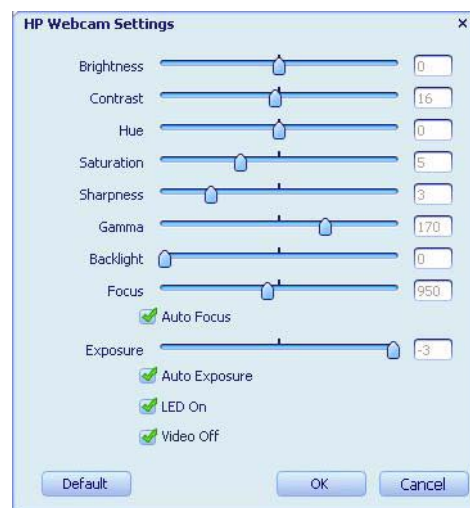 HP Webcam Settings x
Brightness 0
Contrast 16
Hue 0
Saturation 5
Sharpness 3
Gamma 170
Backlight 0
Focus 950
Auto Focus
Exposure -3
Auto Exposure
LED On
Video Off
Default OK Cancel